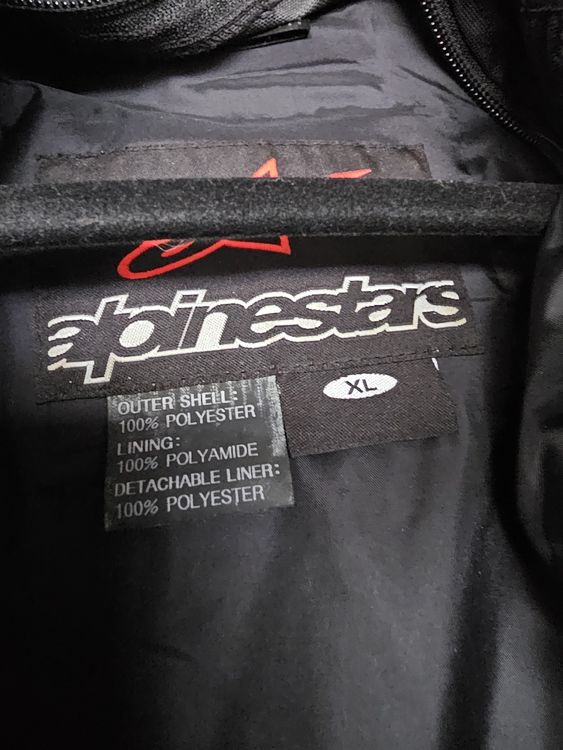 alpinestars
XL
OUTER SHELL:
100% POLYESTER
LINING:
100% POLYAMIDE
DETACHABLE LINER:
100% POLYESTER